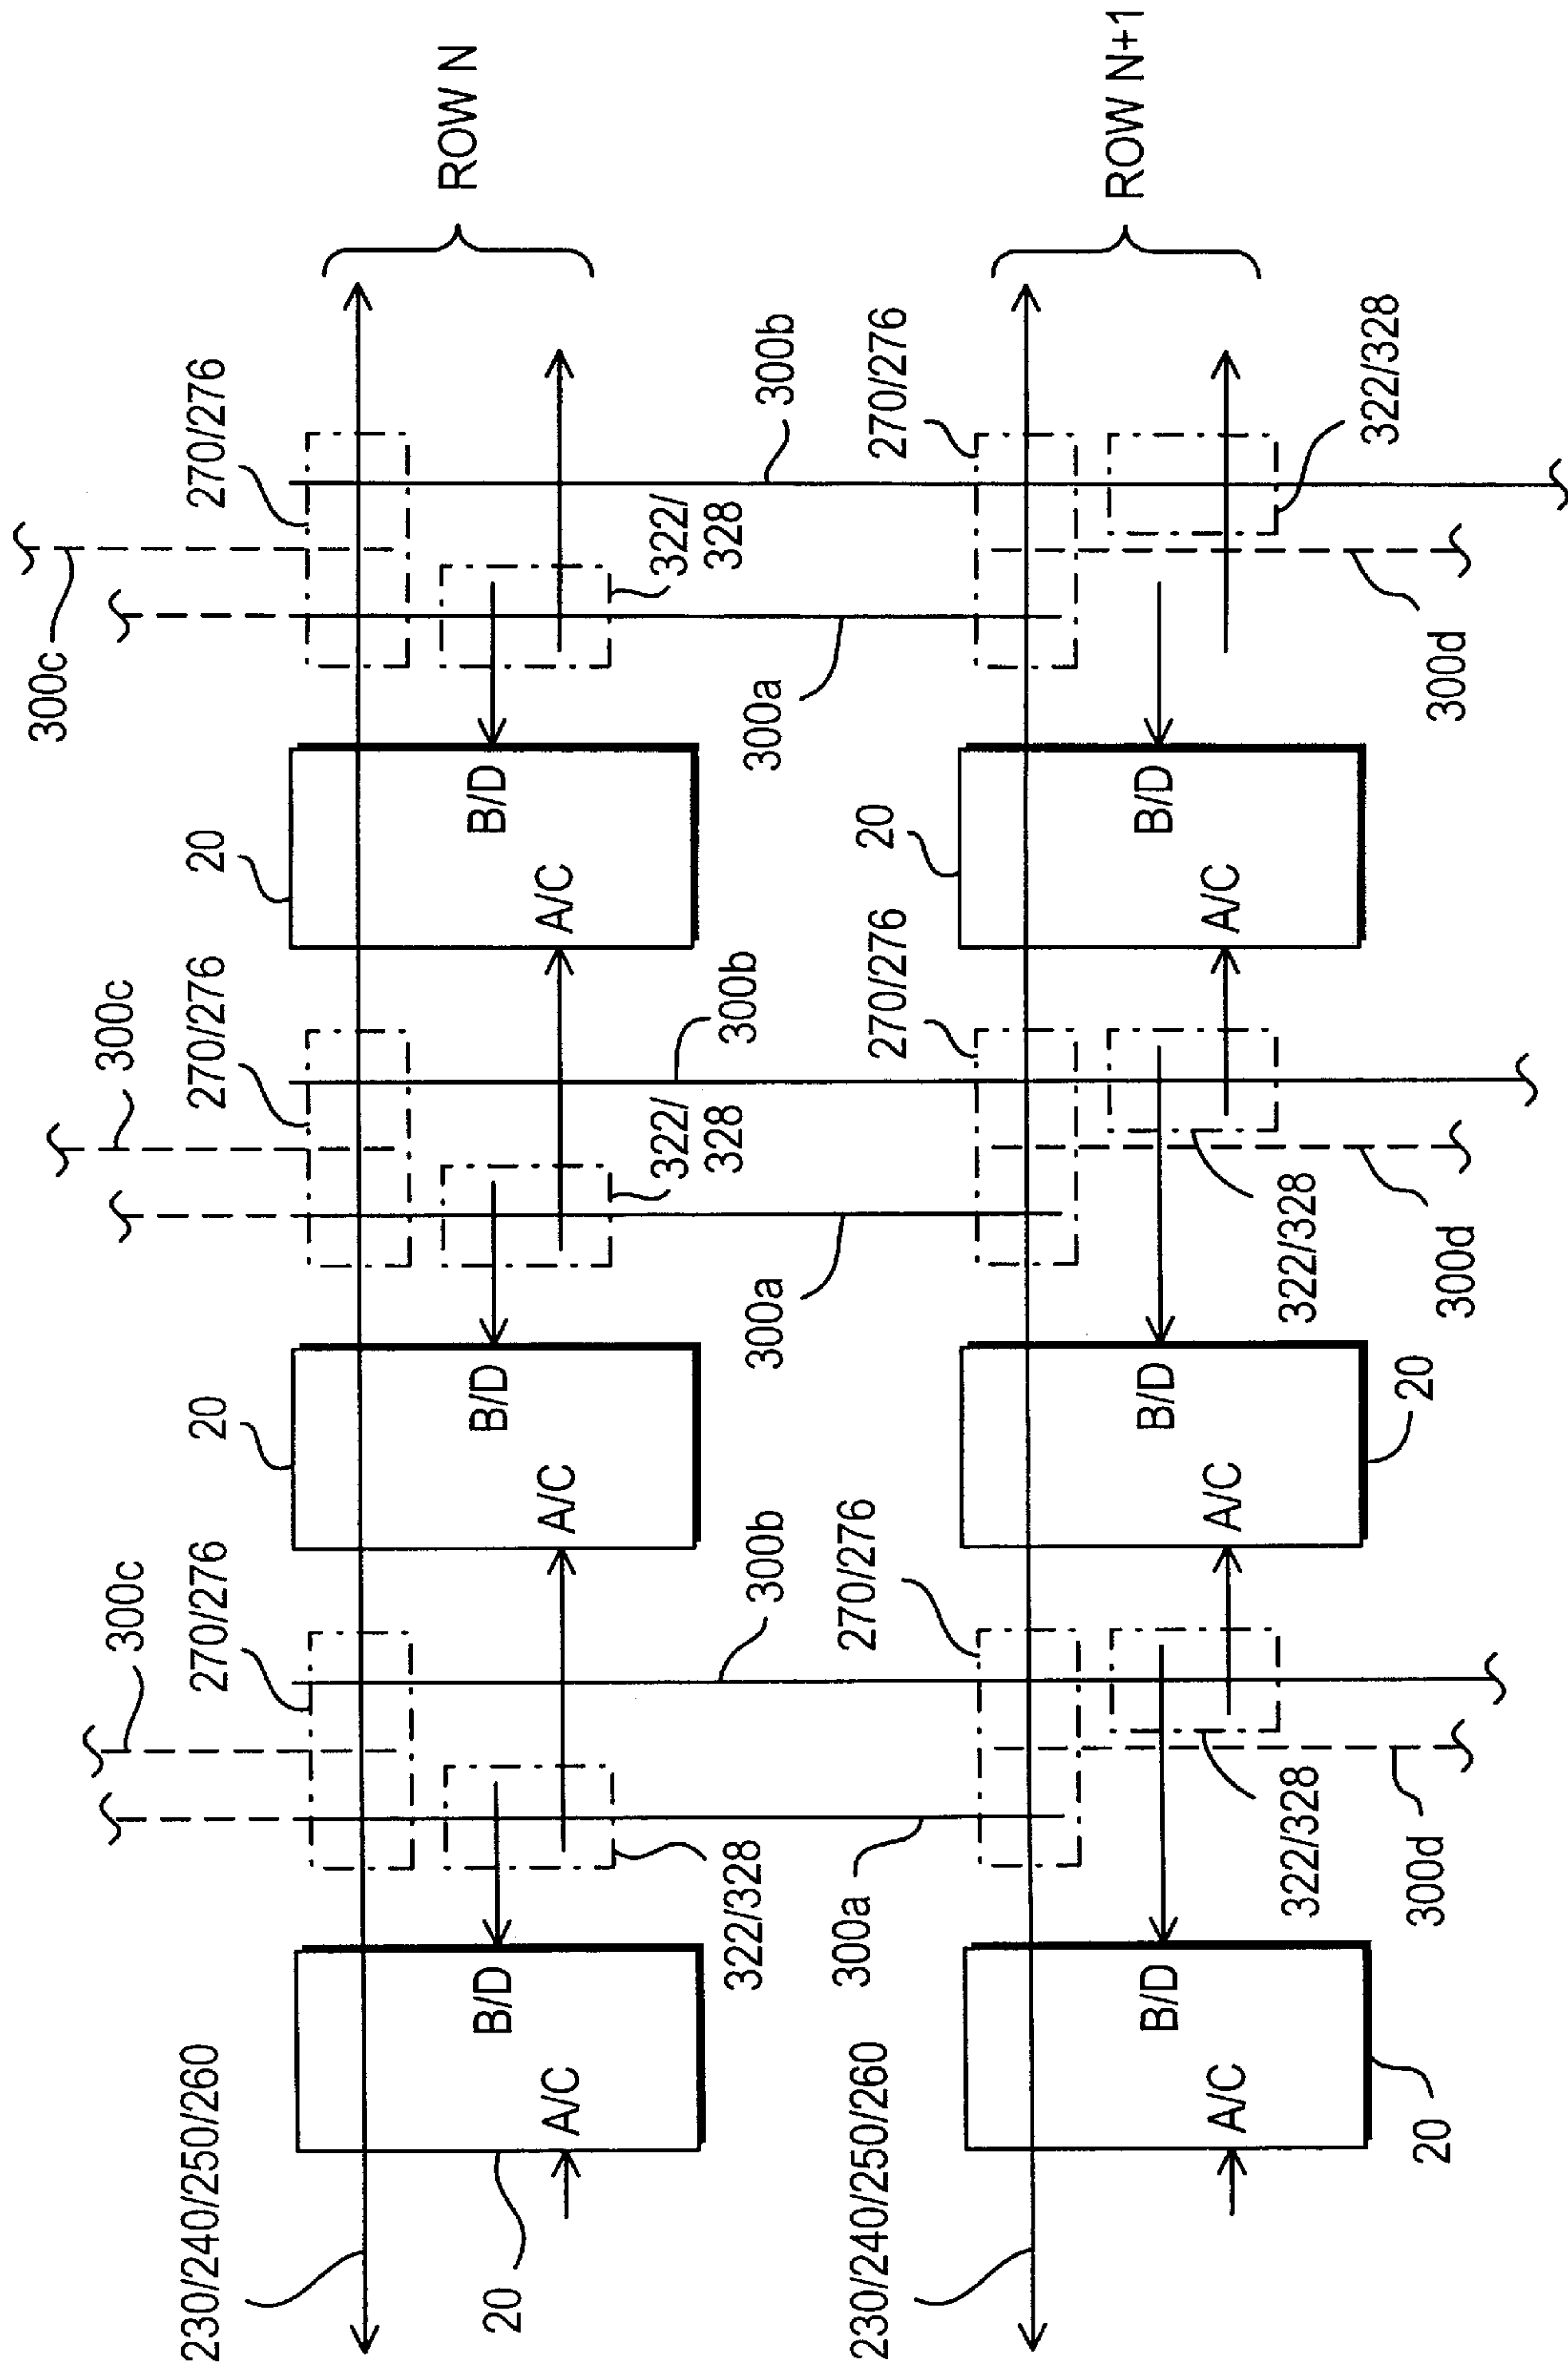 300c
300c
300c
230/240/250/260
270/276
20
270/276
20
270/276
ROW N
B/D
B/D
B/D
A/C
A/C
A/C
20
322/328
322/
328
322/
328
300b
300b
300b
300a
300a
300a
230/240/250/260
270/276
270/276
20
270/276
ROW N+1
B/D
B/D
B/D
A/C
A/C
A/C
322/328
322/328
322/328
20
300d
20
300d
300d